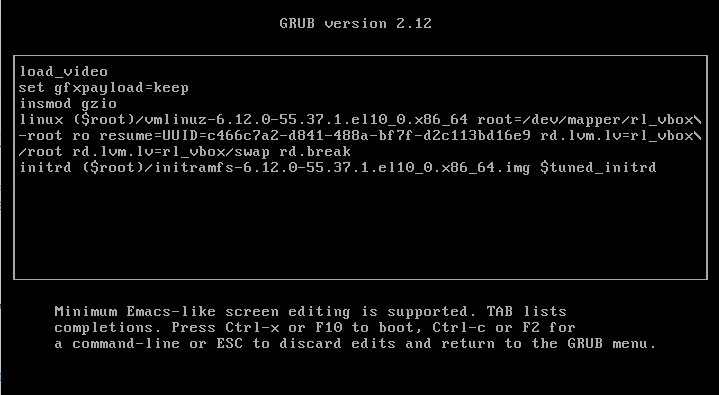 GRUB version 2.12
load_video
set gfxpayload=keep
insmod gzio
linux ($root)/vmlinuz-6.12.0-55.37.1.el10_0.x86_64 root=/dev/mapper/rl_vbox\
-root ro resume=UUID=c466c7a2-d841-488a-bf7f-d2c113bd16e9 rd.lvm.lv=rl_vbox\
/root rd.lvm.lv=rl_vbox/swap rd.break
initrd ($root)/initramfs-6.12.0-55.37.1.el10_0.x86_64.img $tuned_initrd
Minimum Emacs-like screen editing is supported. TAB lists
completions. Press Ctrl-x or F10 to boot, Ctrl-c or F2 for
a command-line or ESC to discard edits and return to the GRUB menu.